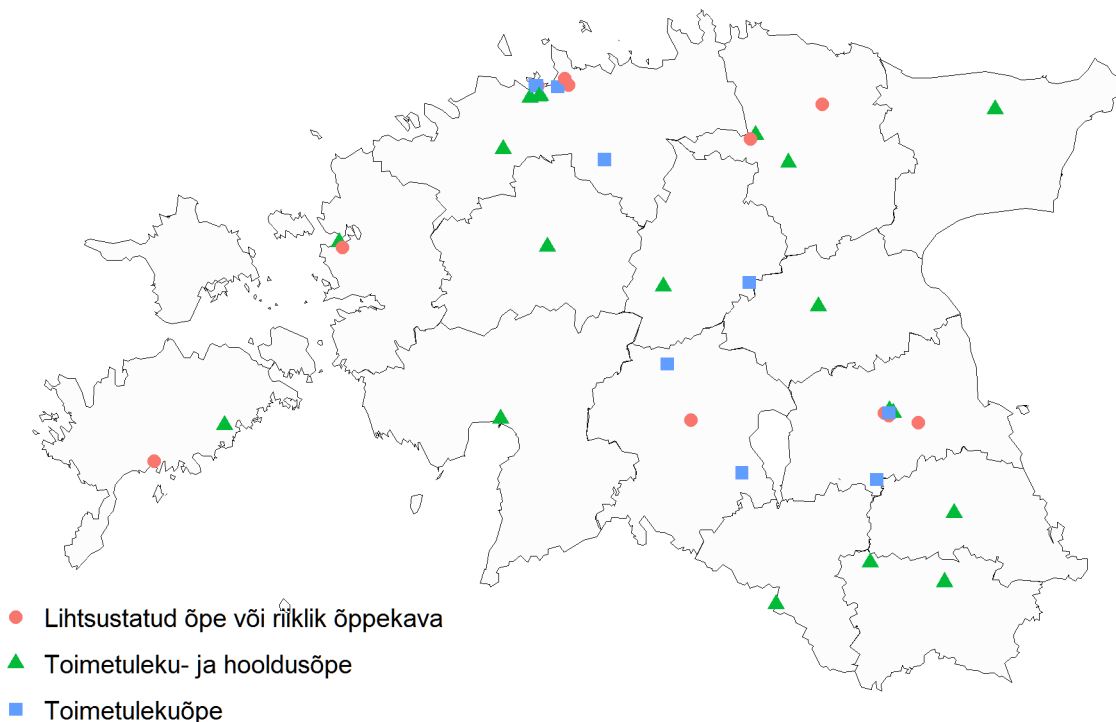 Lihtsustatud õpe või riiklik õppekava
Toimetuleku- ja hooldusõpe
Toimetulekuõpe